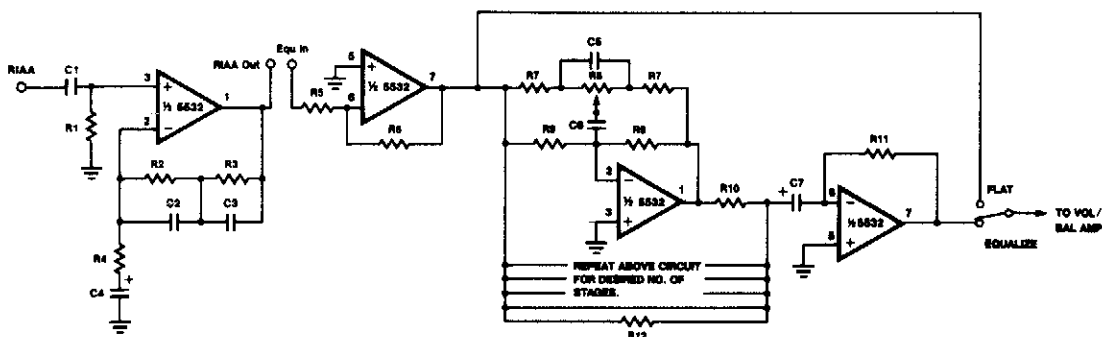 RIAA
C1
R1
3
+
2
−
½ 5532
1
R2
R3
C2
C3
R4
+
C4
RIAA Out
Equ In
R5
5
+
6
−
½ 5532
7
R6
C5
R7
R8
R7
C6
R9
R9
2
−
3
+
½ 5532
1
R10
+
C7
R11
6
−
5
+
½ 5532
7
FLAT
EQUALIZE
TO VOL/
BAL AMP
REPEAT ABOVE CIRCUIT
FOR DESIRED NO. OF
STAGES.